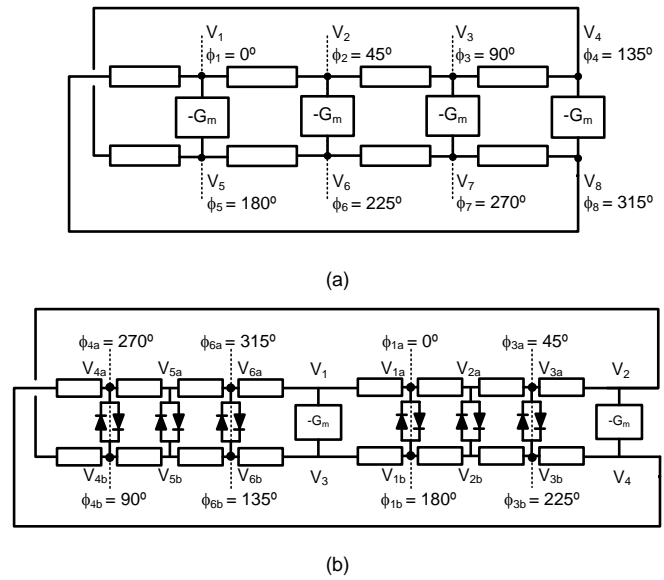 V₁ V₂ V₃ V₄
ϕ₁ = 0º ϕ₂ = 45º ϕ₃ = 90º ϕ₄ = 135º
-Gₘ -Gₘ -Gₘ -Gₘ
V₅ V₆ V₇ V₈
ϕ₅ = 180º ϕ₆ = 225º ϕ₇ = 270º ϕ₈ = 315º
(a)
ϕ₄ₐ = 270º ϕ₆ₐ = 315º ϕ₁ₐ = 0º ϕ₃ₐ = 45º
V₄ₐ V₅ₐ V₆ₐ V₁ V₁ₐ V₂ₐ V₃ₐ V₂
-Gₘ -Gₘ
V4b V5b V6b V₃ V1b V2b V3b V₄
ϕ4b = 90º ϕ6b = 135º ϕ1b = 180º ϕ3b = 225º
(b)